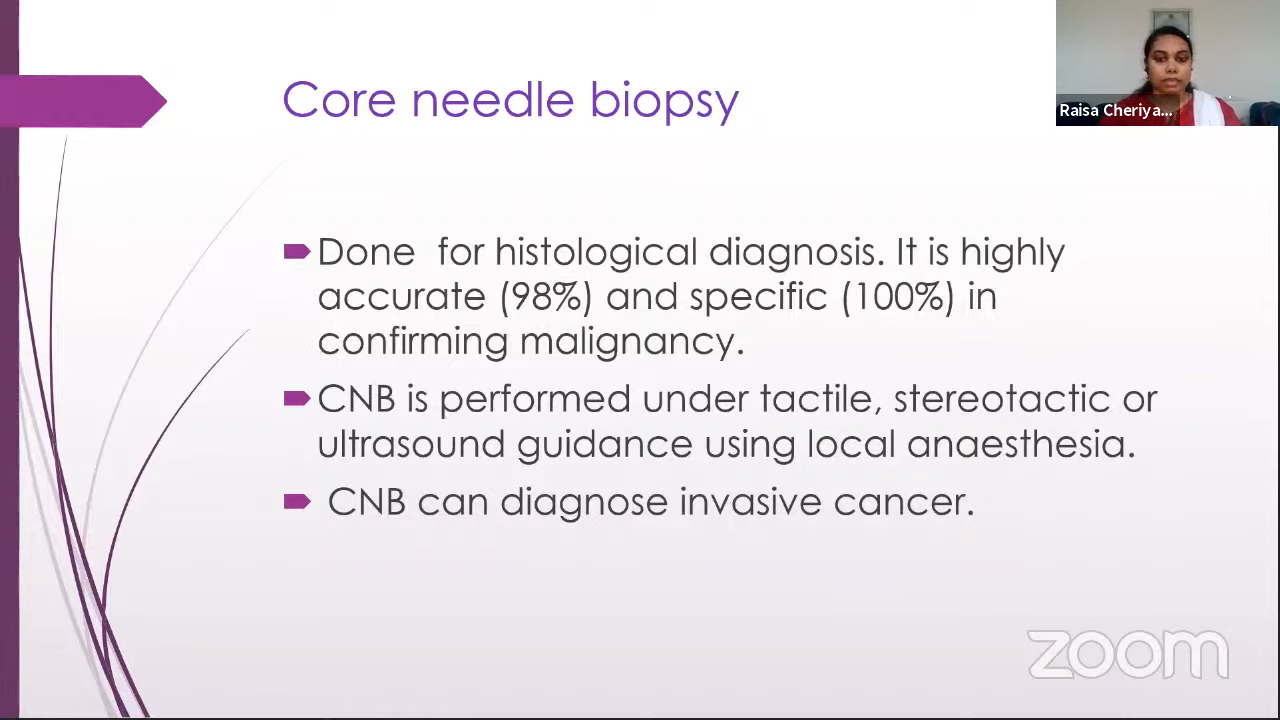 Core needle biopsy
Raisa Cheriya...
Done for histological diagnosis. It is highly
accurate (98%) and specific (100%) in
confirming malignancy.
CNB is performed under tactile, stereotactic or
ultrasound guidance using local anaesthesia.
CNB can diagnose invasive cancer.
zoom